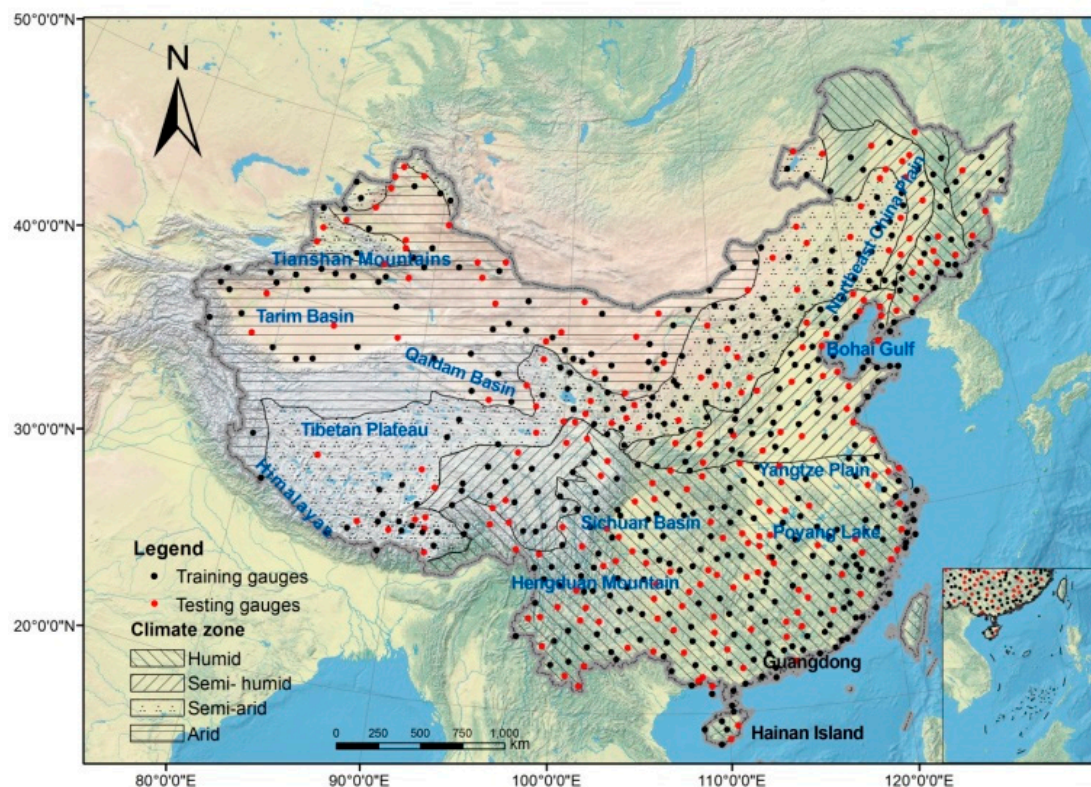 50°0'0"N
40°0'0"N
30°0'0"N
20°0'0"N
N
Tianshan Mountains
Tarim Basin
Qaidam Basin
Tibetan Plateau
Himalayas
Northeast China Plain
Bohai Gulf
Yangtze Plain
Sichuan Basin
Poyang Lake
Hengduan Mountain
Guangdong
Hainan Island
Legend
Training gauges
Testing gauges
Climate zone
Humid
Semi- humid
Semi-arid
Arid
0 250 500 750 1,000
km
80°0'0"E 90°0'0"E 100°0'0"E 110°0'0"E 120°0'0"E